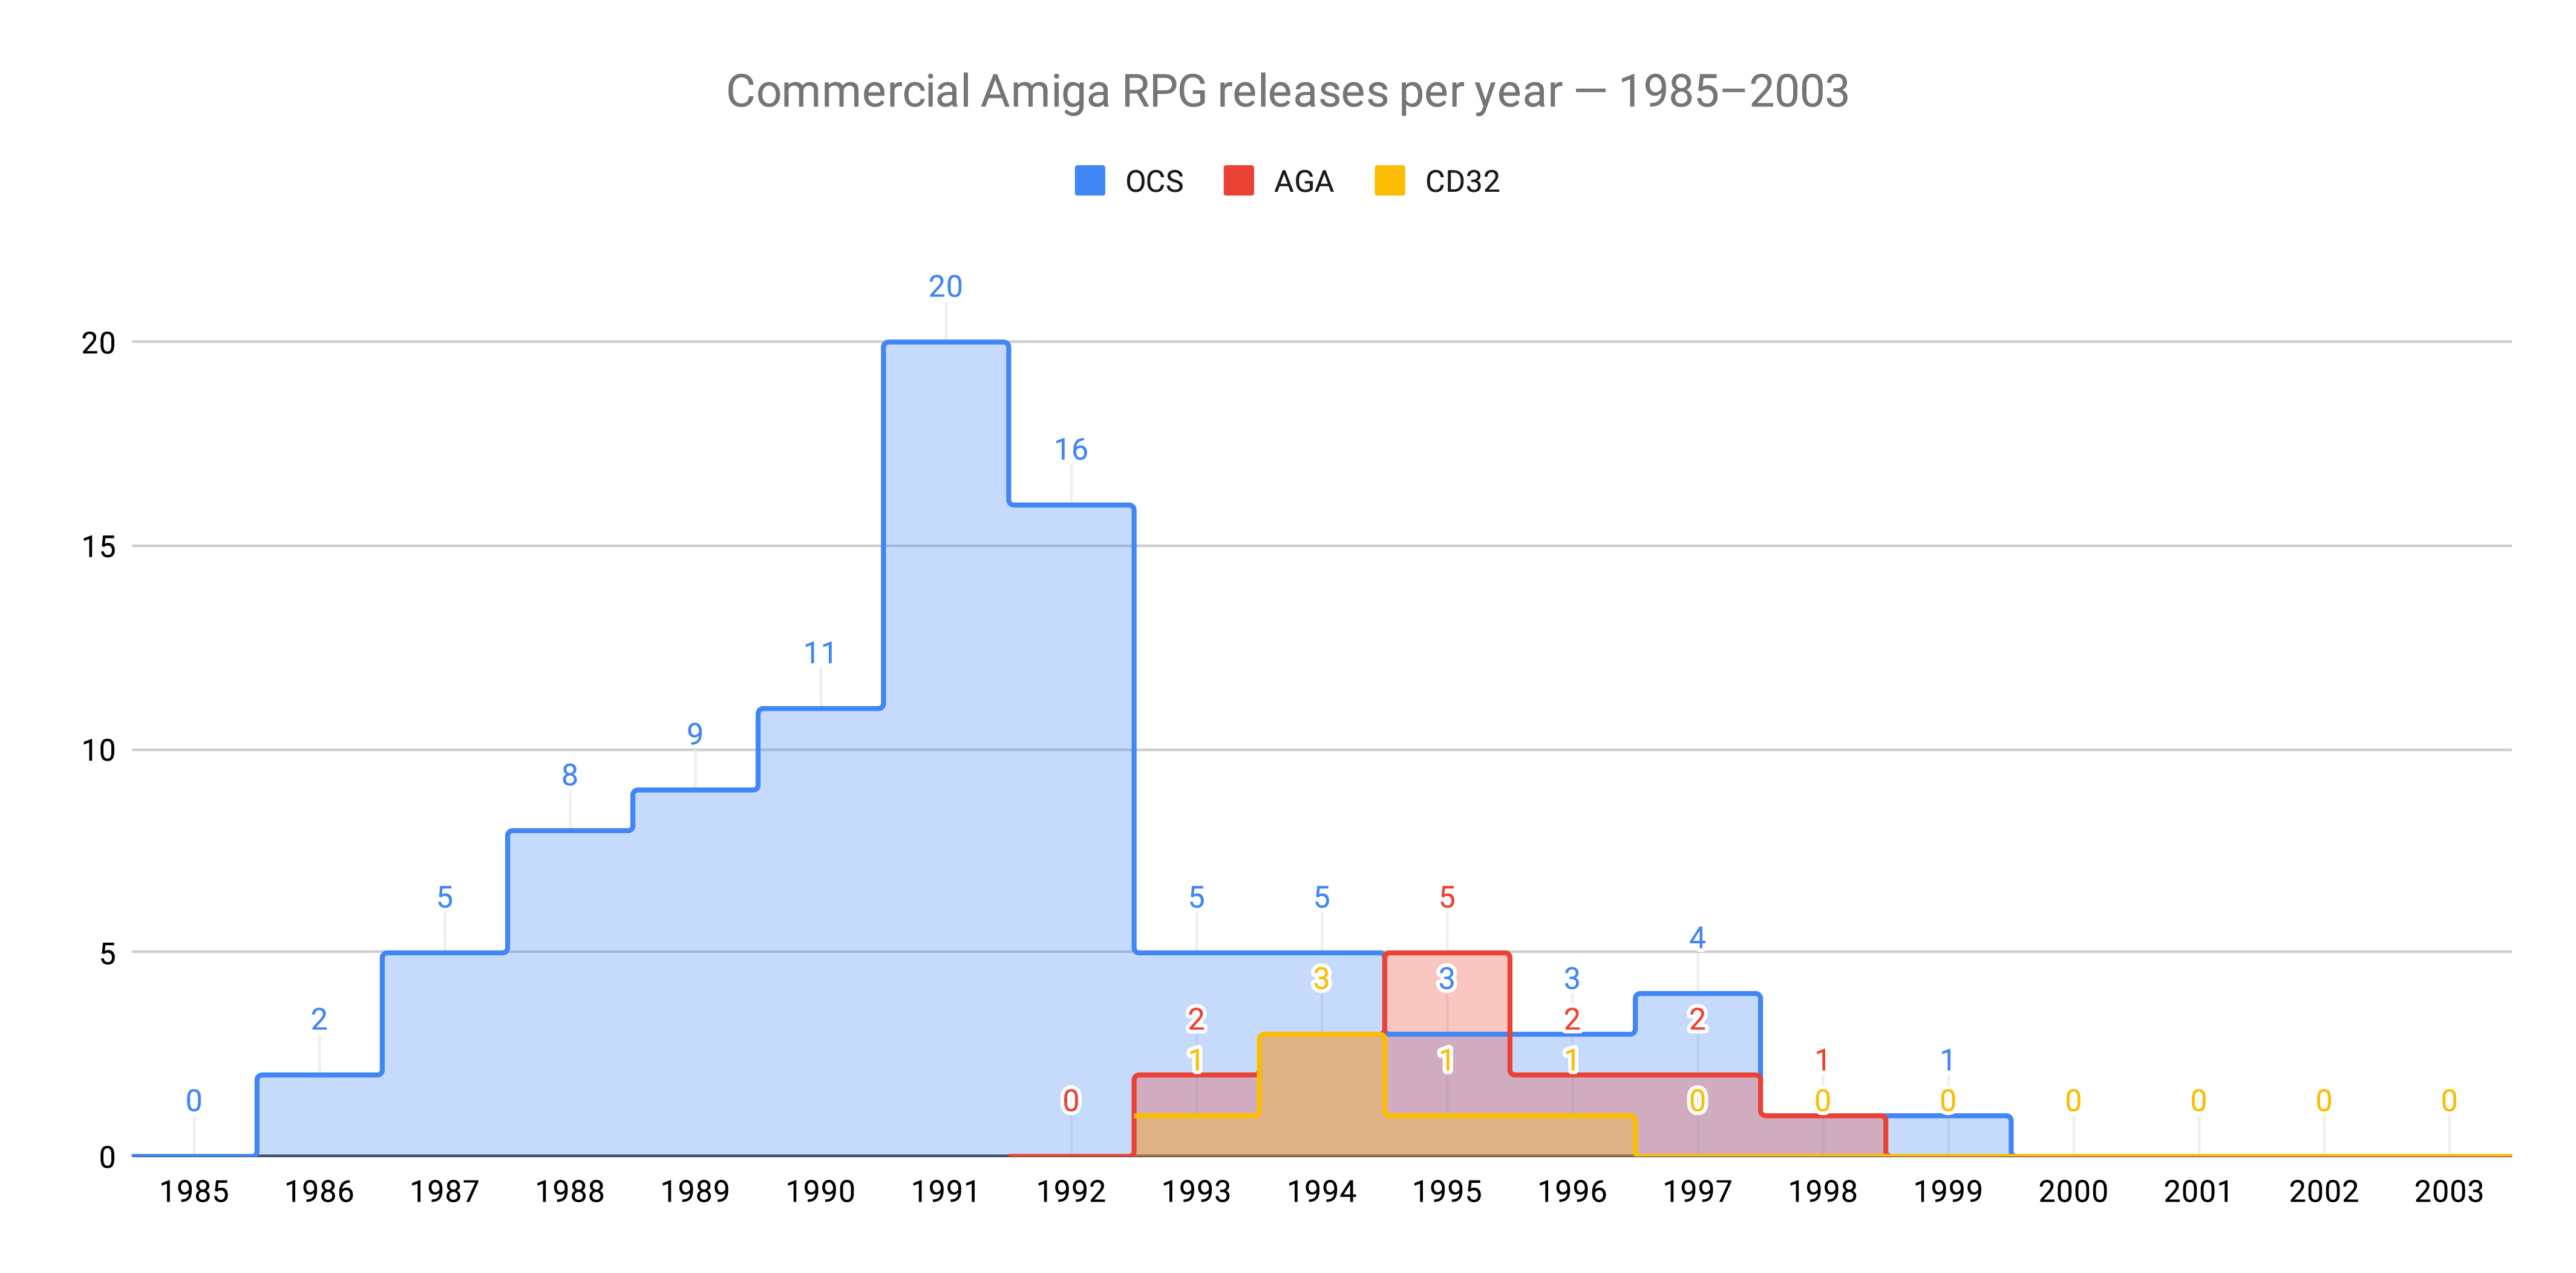 Commercial Amiga RPG releases per year — 1985–2003
OCS AGA CD32
20
20
16
15
11
10
9
8
5 5 5 5
4
5
3 3 3
2 2 2 2
1 1 1 1 1
0 0 0 0 0 0 0 0 0
0
1985 1986 1987 1988 1989 1990 1991 1992 1993 1994 1995 1996 1997 1998 1999 2000 2001 2002 2003